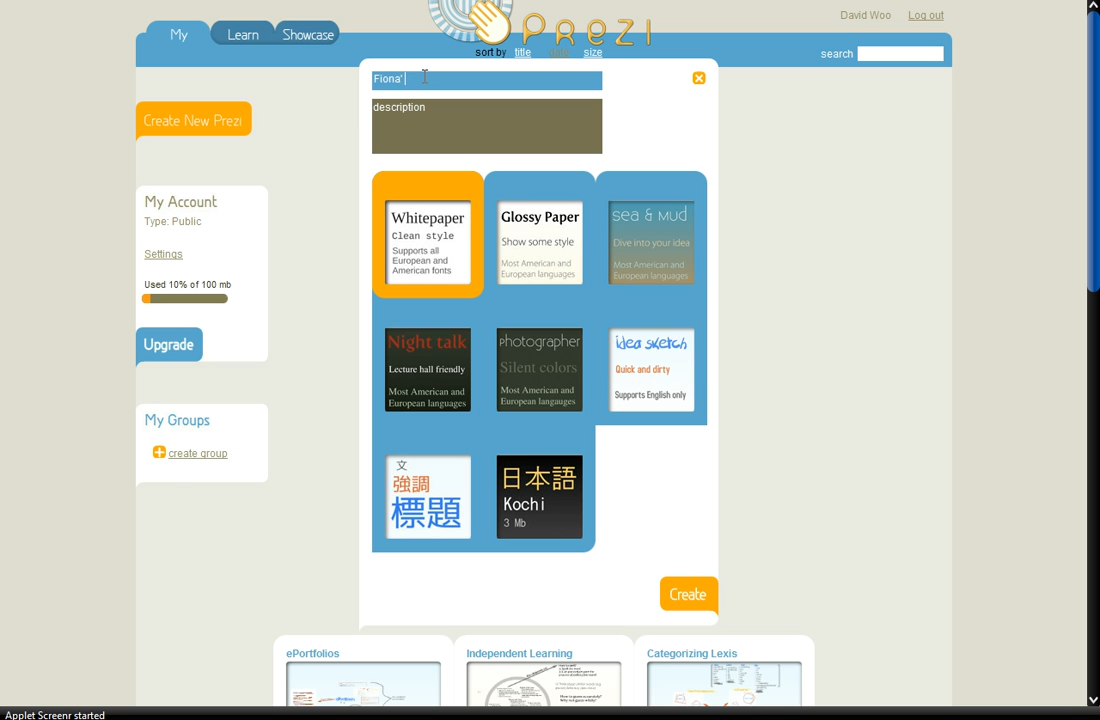 David Woo Log out
PREZI
My Learn Showcase
sort by title date size
search
Fiona'
description
Create New Prezi
My Account
Type: Public
Settings
Used 10% of 100 mb
Upgrade
My Groups
create group
Whitepaper
Clean style
Supports all
European and
American fonts
Glossy Paper
Show some style
Most American and
European languages
Sea & Mud
Dive into your idea
Most American and
European languages
Night talk
Lecture hall friendly
Most American and
European languages
Photographer
Silent colors
Most American and
European langauges
idea sketch
Quick and dirty
Supports English only
文
強調
標題
日本語
Kochi
3 Mb
Create
ePortfolios
Independent Learning
Categorizing Lexis
Applet Screenr started